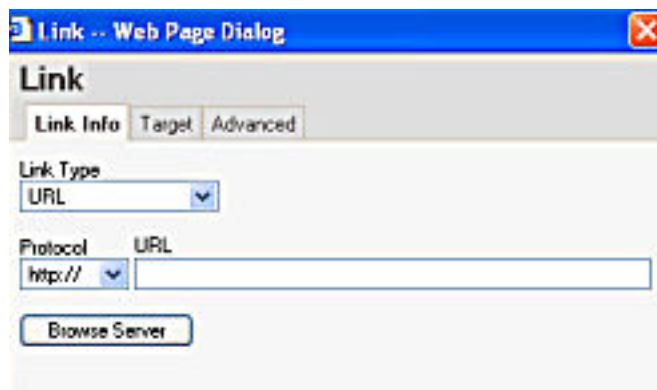 Link -- Web Page Dialog
Link
Link Info Target Advanced
Link Type
URL
Protocol URL
http://
Browse Server